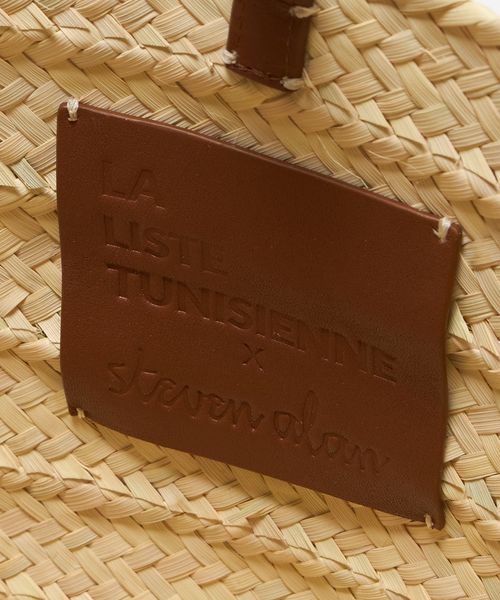 LA
LISTE
TUNISIENNE
X
steven alan